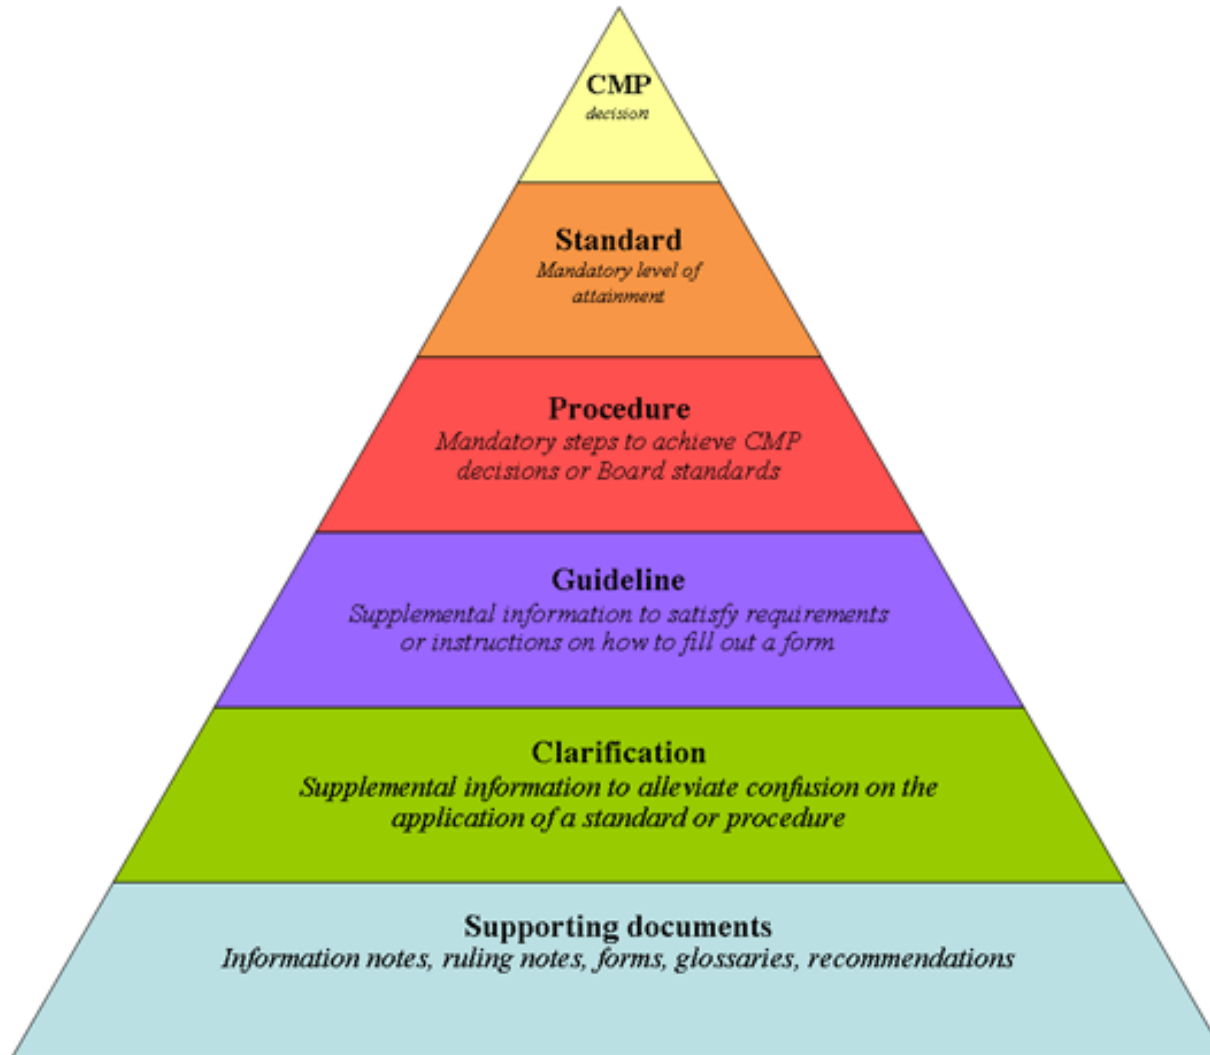 CMP
decision
Standard
Mandatory level of
attainment
Procedure
Mandatory steps to achieve CMP
decisions or Board standards
Guideline
Supplemental information to satisfy requirements
or instructions on how to fill out a form
Clarification
Supplemental information to alleviate confusion on the
application of a standard or procedure
Supporting documents
Information notes, ruling notes, forms, glossaries, recommendations